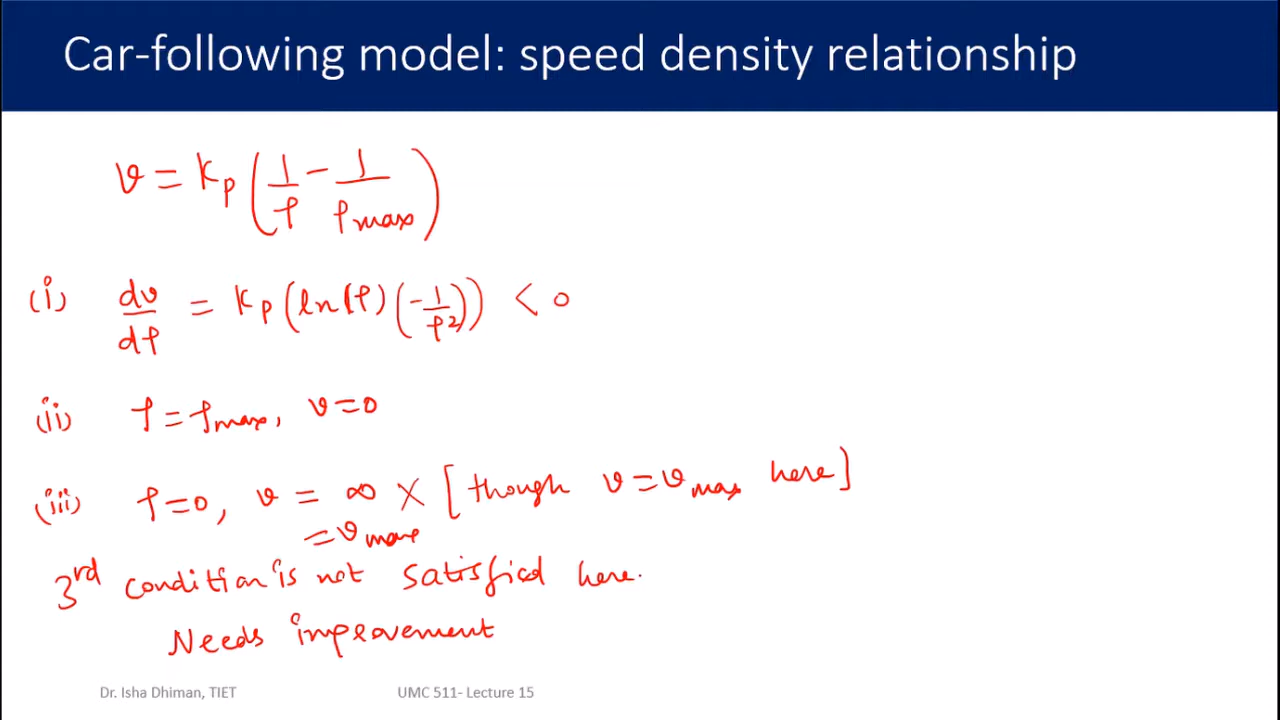 Car-following model: speed density relationship
v = kp (1/ρ - 1/ρmax)
(i) dv/dρ = kp (ln(ρ) (-1/ρ2)) < 0
(ii) ρ = ρmax, v=0
(iii) ρ=0, v = ∞ × [though v=vmax here]
= vmax
3rd condition is not satisfied here.
Needs improvement
Dr. Isha Dhiman, TIET UMC 511- Lecture 15